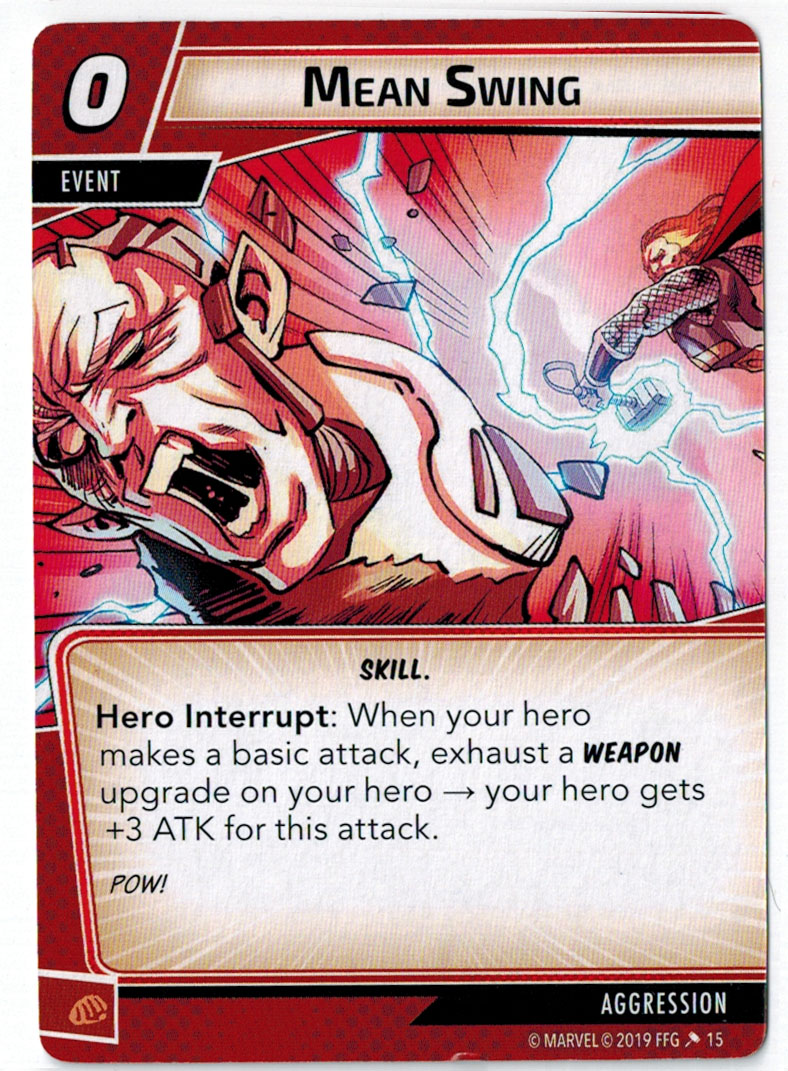 0
MEAN SWING
EVENT
SKILL.
Hero Interrupt: When your hero
makes a basic attack, exhaust a WEAPON
upgrade on your hero → your hero gets
+3 ATK for this attack.
POW!
AGGRESSION
© MARVEL © 2019 FFG 15